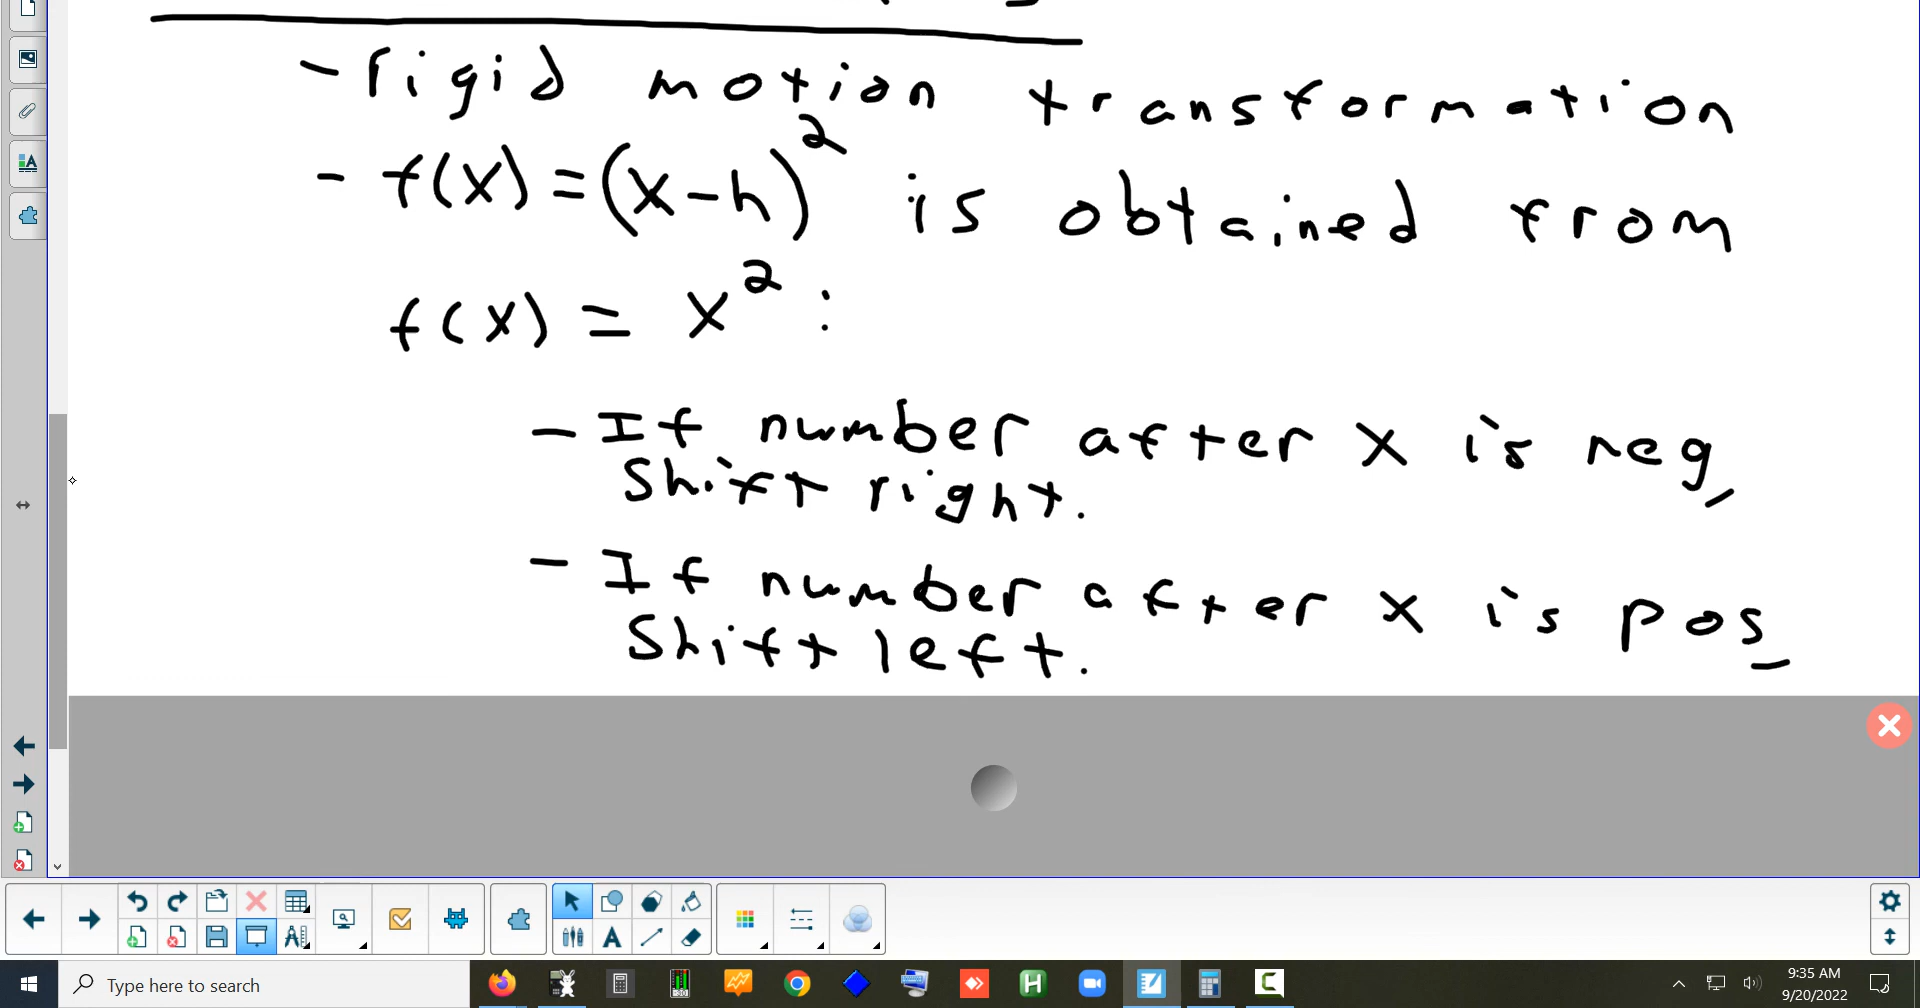 - rigid motion transformation
- f(x) = (x-h)² is obtained from
f(x) = x² :
- If number after x is neg,
shift right.
- If number after x is pos,
shift left.
Type here to search
9:35 AM
9/20/2022